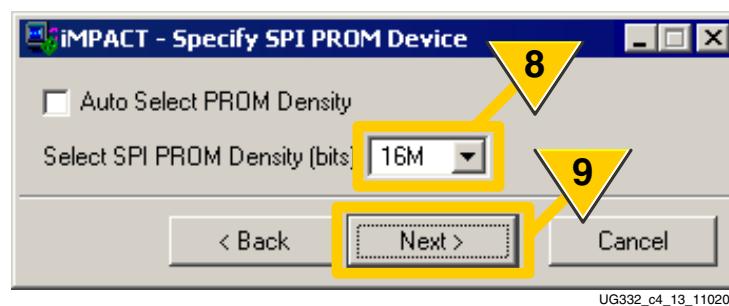 iMPACT - Specify SPI PROM Device
8
Auto Select PROM Density
Select SPI PROM Density (bits) 16M
9
< Back Next > Cancel
UG332_c4_13_11020